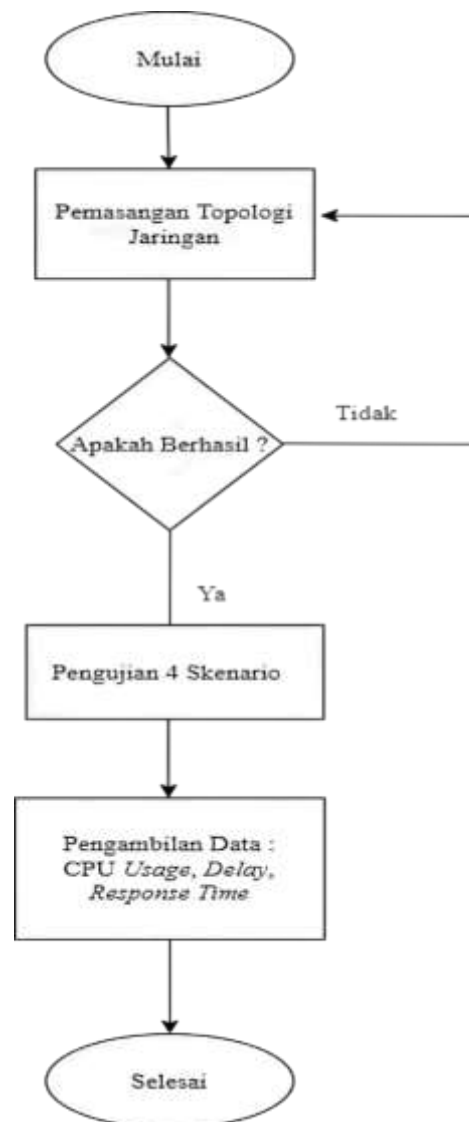 Mulai
Pemasangan Topologi
Jaringan
Apakah Berhasil ?
Tidak
Ya
Pengujian 4 Skenario
Pengambilan Data :
CPU Usage, Delay,
Response Time
Selesai